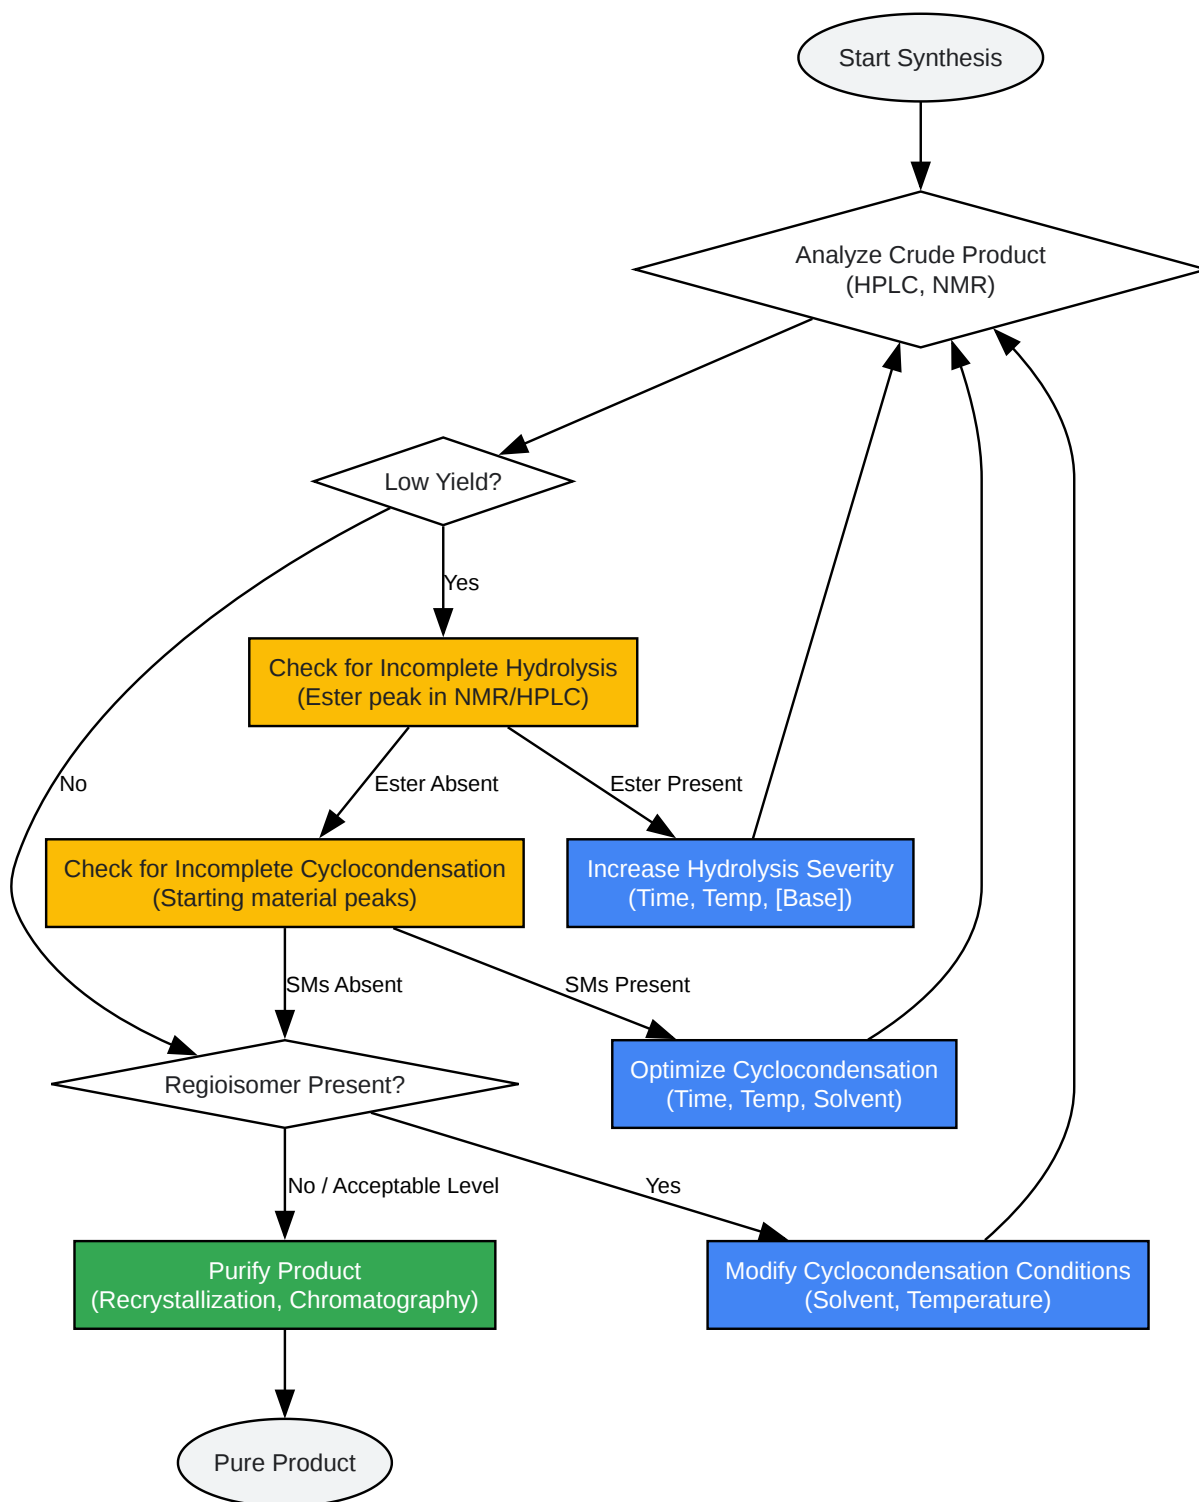 Start Synthesis
Analyze Crude Product
(HPLC, NMR)
Low Yield?
Yes
Check for Incomplete Hydrolysis
(Ester peak in NMR/HPLC)
No
Ester Absent
Ester Present
Check for Incomplete Cyclocondensation
(Starting material peaks)
Increase Hydrolysis Severity
(Time, Temp, [Base])
SMs Absent
SMs Present
Regioisomer Present?
Optimize Cyclocondensation
(Time, Temp, Solvent)
No / Acceptable Level
Yes
Purify Product
(Recrystallization, Chromatography)
Modify Cyclocondensation Conditions
(Solvent, Temperature)
Pure Product